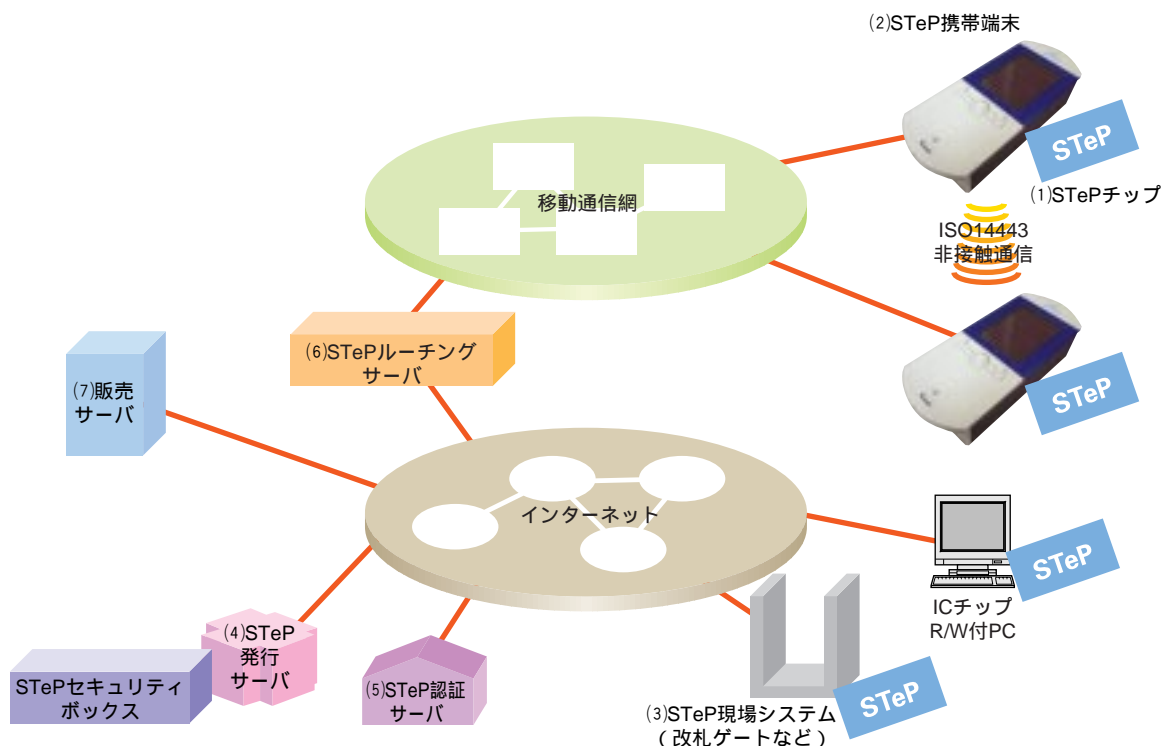 ⑵STeP携帯端末
STeP
⑴STePチップ
移動通信網
ISO14443
非接触通信
⑹STePルーチング
サーバ
⑺販売
サーバ
STeP
インターネット
STeP
ICチップ
R/W付PC
⑷STeP
発行
サーバ
STePセキュリティ
ボックス
⑸STeP認証
サーバ
STeP
⑶STeP現場システム
（改札ゲートなど）